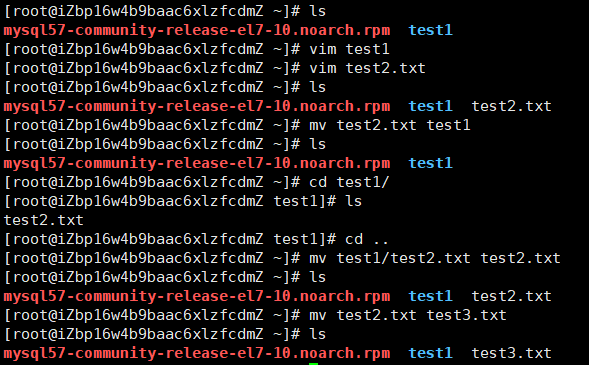 [root@iZbp16w4b9baac6xlzfcdmZ ~]# ls
mysql57-community-release-el7-10.noarch.rpm  test1
[root@iZbp16w4b9baac6xlzfcdmZ ~]# vim test1
[root@iZbp16w4b9baac6xlzfcdmZ ~]# vim test2.txt
[root@iZbp16w4b9baac6xlzfcdmZ ~]# ls
mysql57-community-release-el7-10.noarch.rpm  test1  test2.txt
[root@iZbp16w4b9baac6xlzfcdmZ ~]# mv test2.txt test1
[root@iZbp16w4b9baac6xlzfcdmZ ~]# ls
mysql57-community-release-el7-10.noarch.rpm  test1
[root@iZbp16w4b9baac6xlzfcdmZ ~]# cd test1/
[root@iZbp16w4b9baac6xlzfcdmZ test1]# ls
test2.txt
[root@iZbp16w4b9baac6xlzfcdmZ test1]# cd ..
[root@iZbp16w4b9baac6xlzfcdmZ ~]# mv test1/test2.txt test2.txt
[root@iZbp16w4b9baac6xlzfcdmZ ~]# ls
mysql57-community-release-el7-10.noarch.rpm  test1  test2.txt
[root@iZbp16w4b9baac6xlzfcdmZ ~]# mv test2.txt test3.txt
[root@iZbp16w4b9baac6xlzfcdmZ ~]# ls
mysql57-community-release-el7-10.noarch.rpm  test1  test3.txt